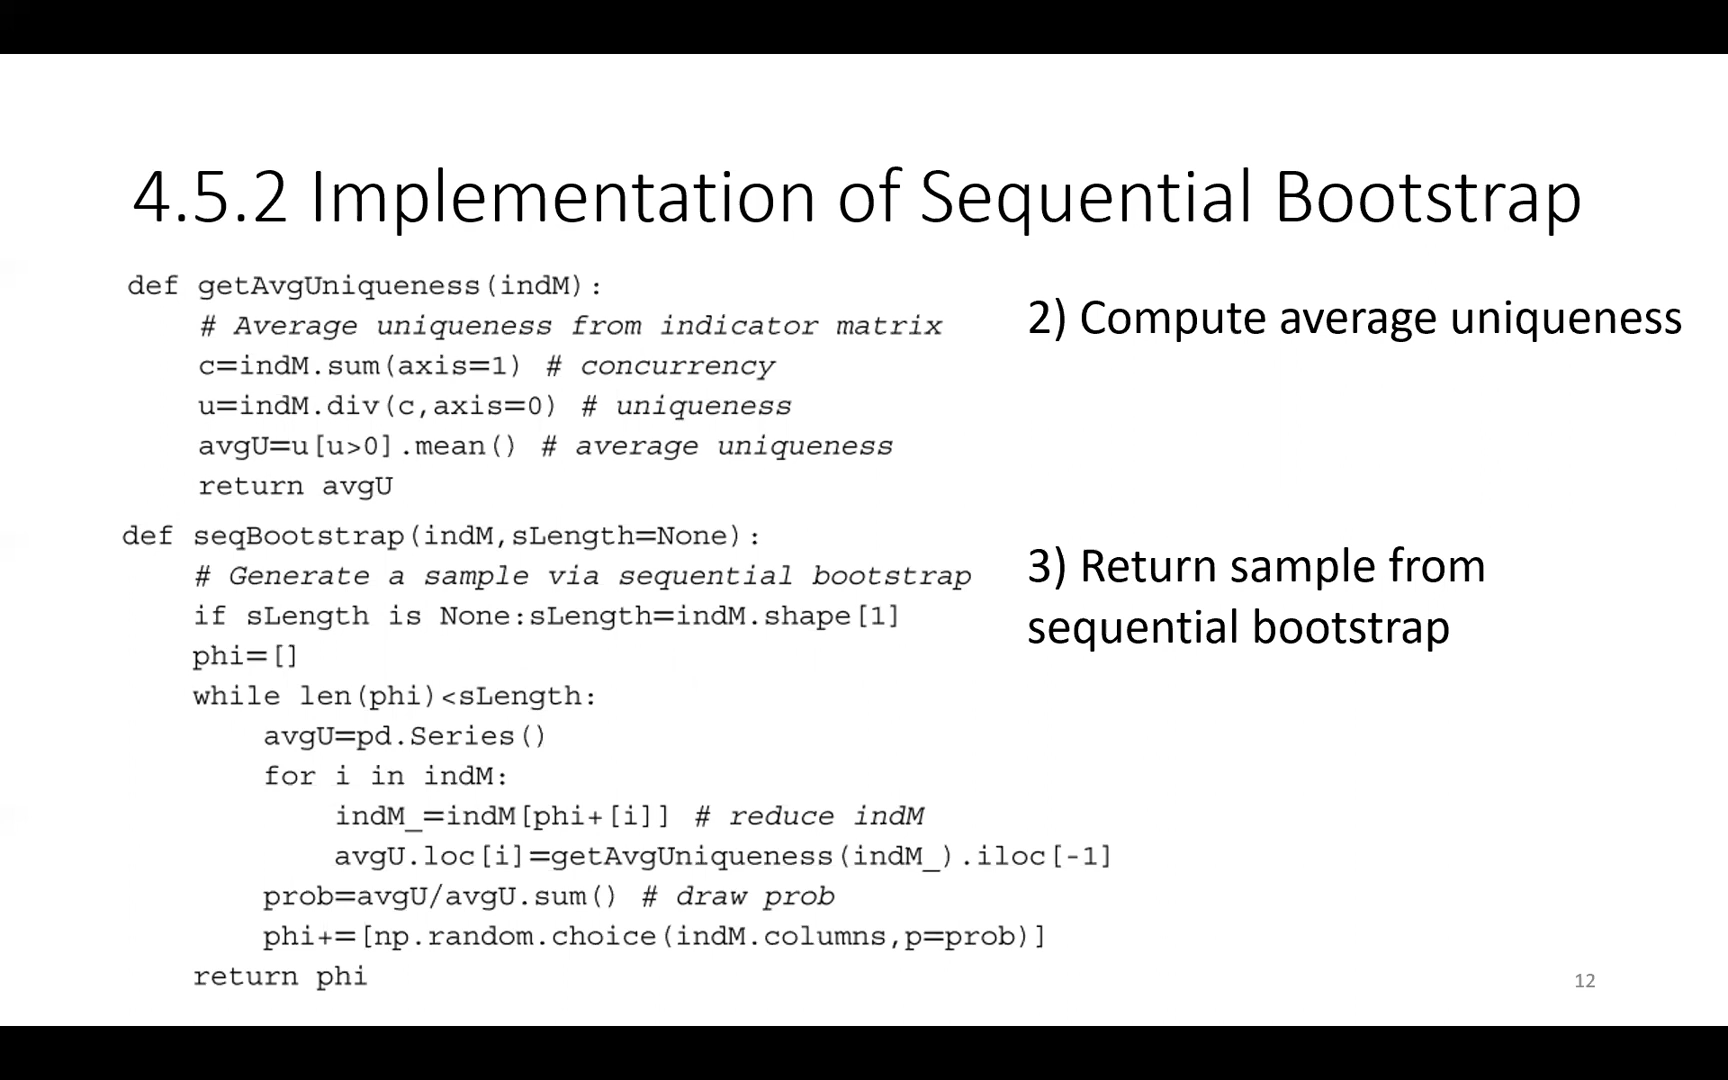 4.5.2 Implementation of Sequential Bootstrap
def getAvgUniqueness(indM):
# Average uniqueness from indicator matrix
c=indM.sum(axis=1) # concurrency
u=indM.div(c,axis=0) # uniqueness
avgU=u[u>0].mean() # average uniqueness
return avgU
2) Compute average uniqueness
def seqBootstrap(indM,sLength=None):
# Generate a sample via sequential bootstrap
if sLength is None:sLength=indM.shape[1]
phi=[]
while len(phi)<sLength:
avgU=pd.Series()
for i in indM:
indM_=indM[phi+[i]] # reduce indM
avgU.loc[i]=getAvgUniqueness(indM_).iloc[-1]
prob=avgU/avgU.sum() # draw prob
phi+=[np.random.choice(indM.columns,p=prob)]
return phi
3) Return sample from
sequential bootstrap
12